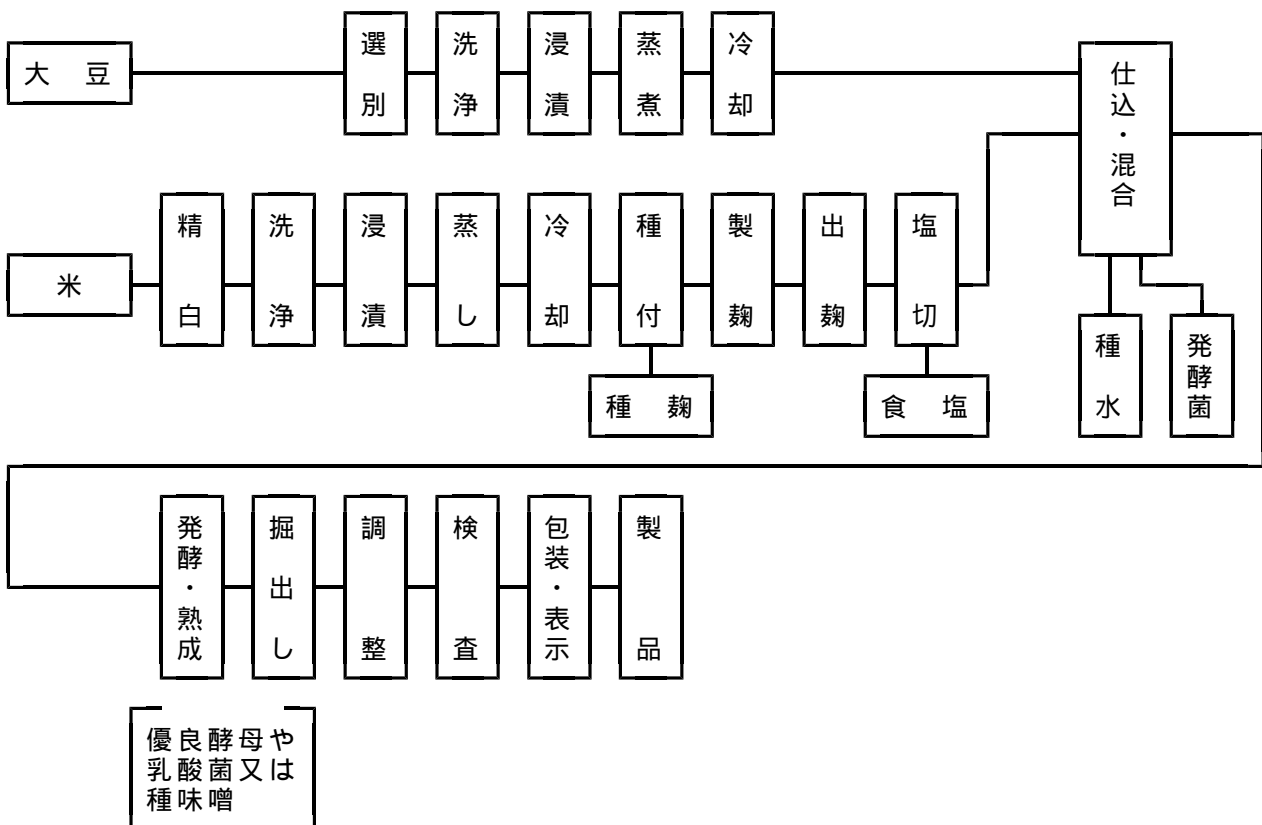 大豆
選別
洗浄
浸漬
蒸煮
冷却
仕込・混合
米
精白
洗浄
浸漬
蒸し
冷却
種付
製麹
出麹
塩切
種麹
食塩
種水
発酵菌
発酵・熟成
掘出し
調整
検査
包装・表示
製品
優良酵母や
乳酸菌又は
種味噌